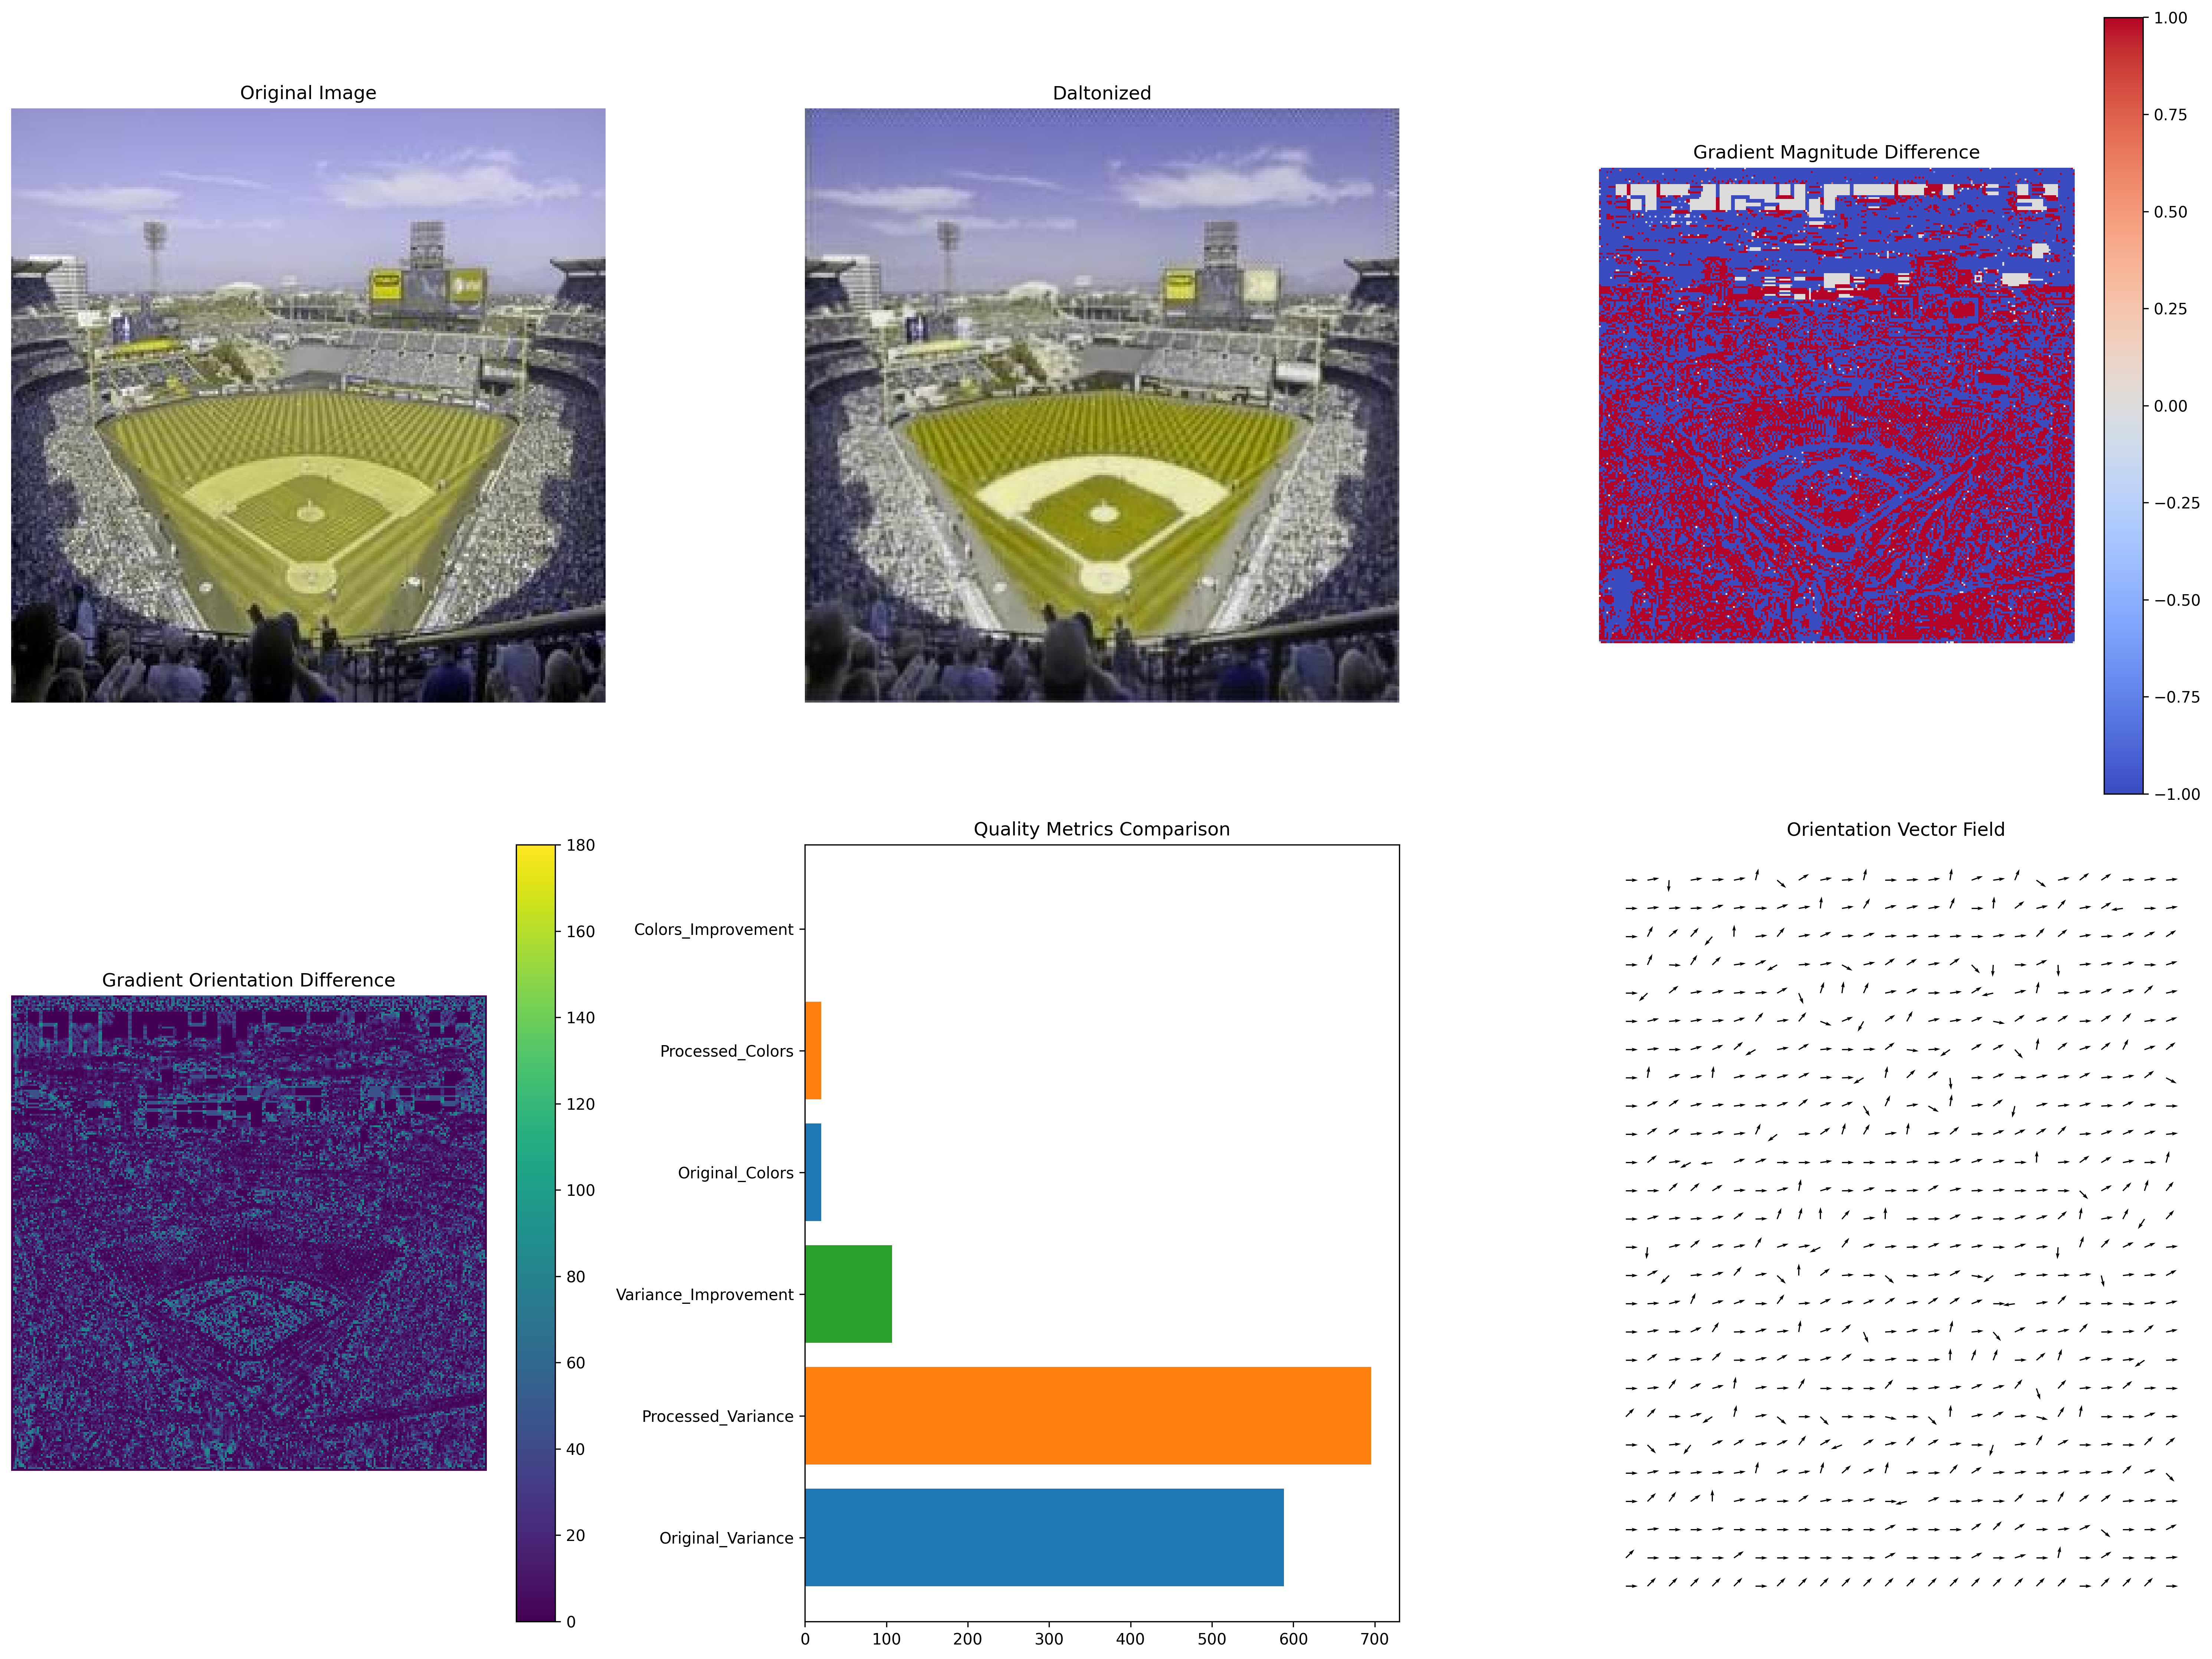 Original Image
Daltonized
Gradient Magnitude Difference
1.00
0.75
0.50
0.25
0.00
−0.25
−0.50
−0.75
−1.00
Gradient Orientation Difference
180
160
140
120
100
80
60
40
20
0
Quality Metrics Comparison
Colors_Improvement
Processed_Colors
Original_Colors
Variance_Improvement
Processed_Variance
Original_Variance
0 100 200 300 400 500 600 700
Orientation Vector Field